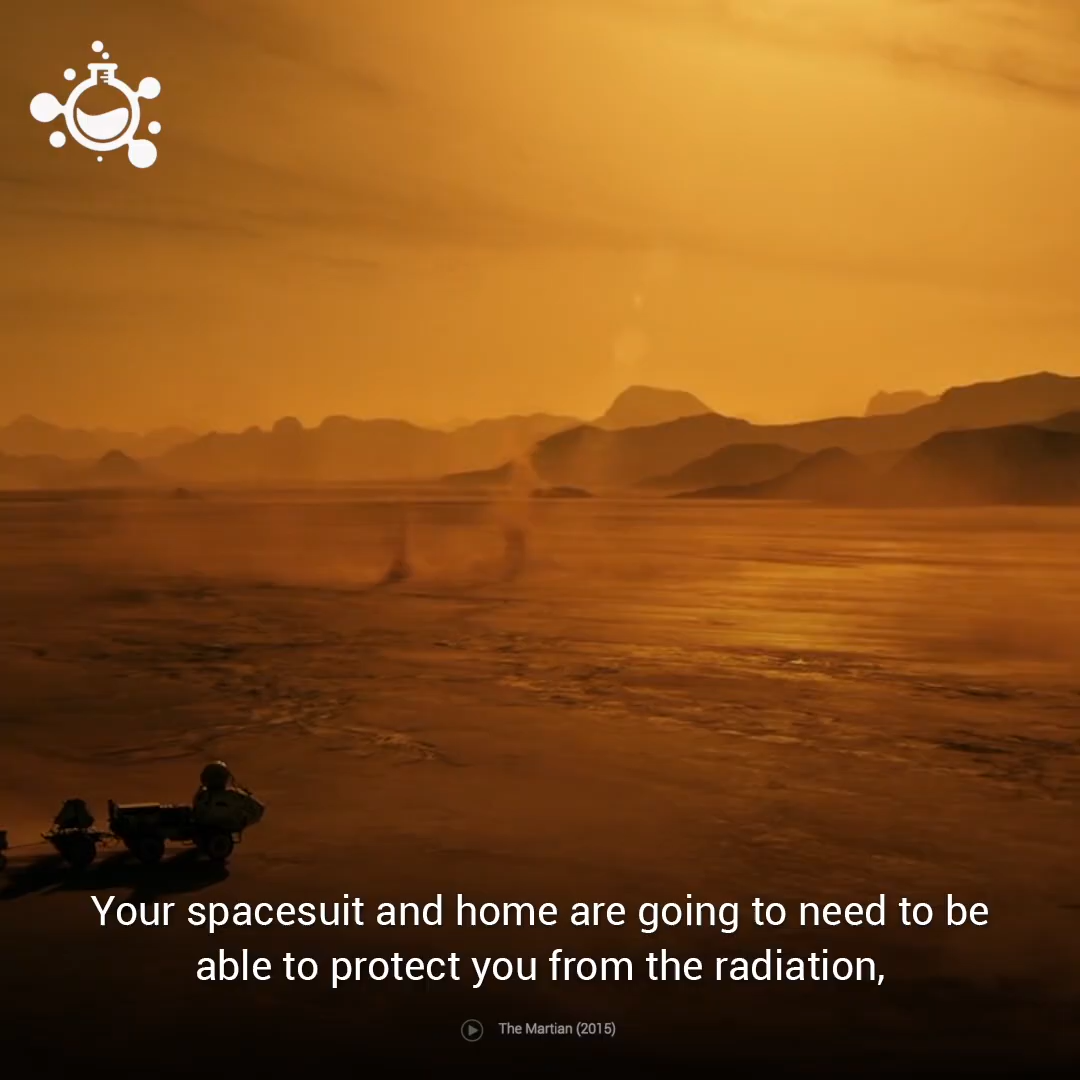 Your spacesuit and home are going to need to be
able to protect you from the radiation,
The Martian (2015)